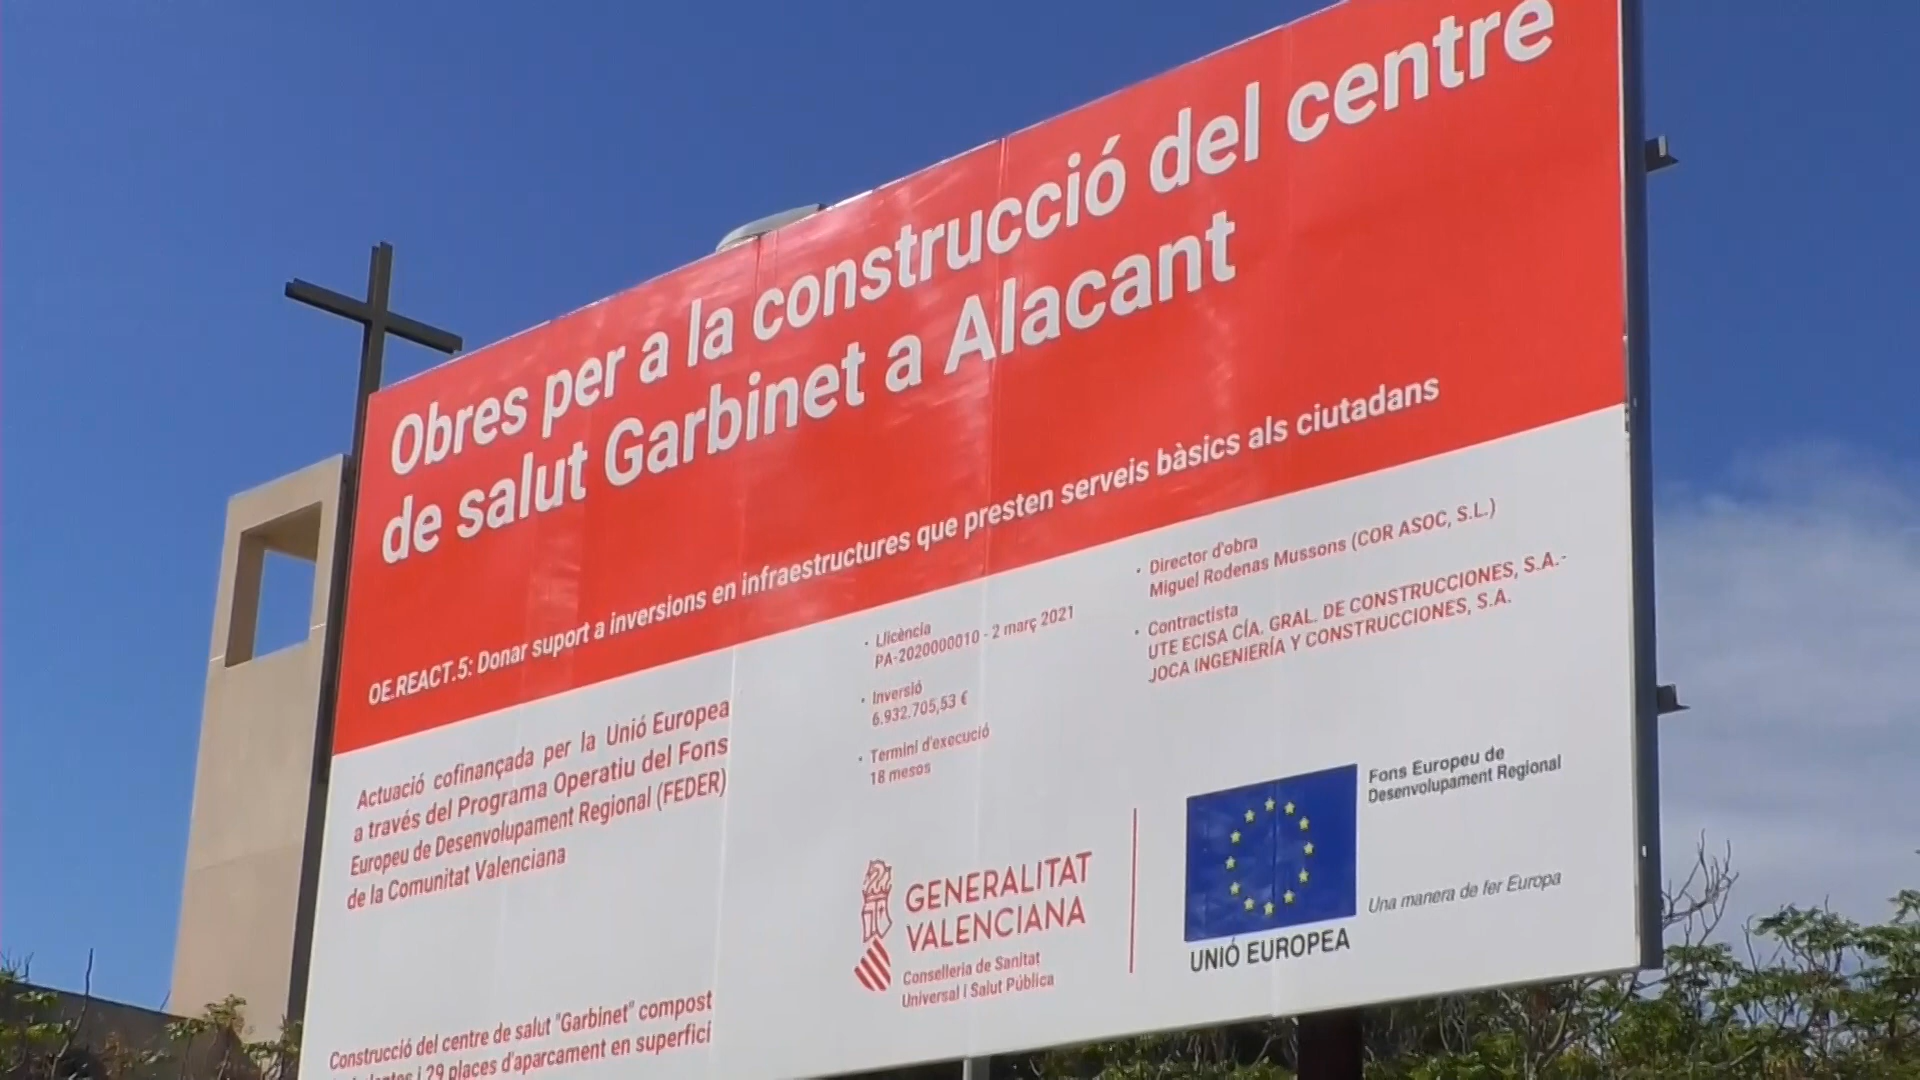 Obres per a la construcció del centre
de salut Garbinet a Alacant
OE.REACT.5: Donar suport a inversions en infraestructures que presten serveis bàsics als ciutadans
Actuació cofinançada per la Unió Europea
a través del Programa Operatiu del Fons
Europeu de Desenvolupament Regional (FEDER)
de la Comunitat Valenciana
Construcció del centre de salut "Garbinet" compost
i 29 places d'aparcament en superfici
• Llicència
PA-2020000010 - 2 març 2021
• Inversió
6.932.705,53 €
• Termini d'execució
18 mesos
• Director d'obra
Miguel Rodenas Mussons (COR ASOC, S.L.)
• Contractista
UTE ECISA CÍA. GRAL. DE CONSTRUCCIONES, S.A.-
JOCA INGENIERÍA Y CONSTRUCCIONES, S.A.
GENERALITAT
VALENCIANA
Conselleria de Sanitat
Universal i Salut Pública
UNIÓ EUROPEA
Fons Europeu de
Desenvolupament Regional
Una manera de fer Europa